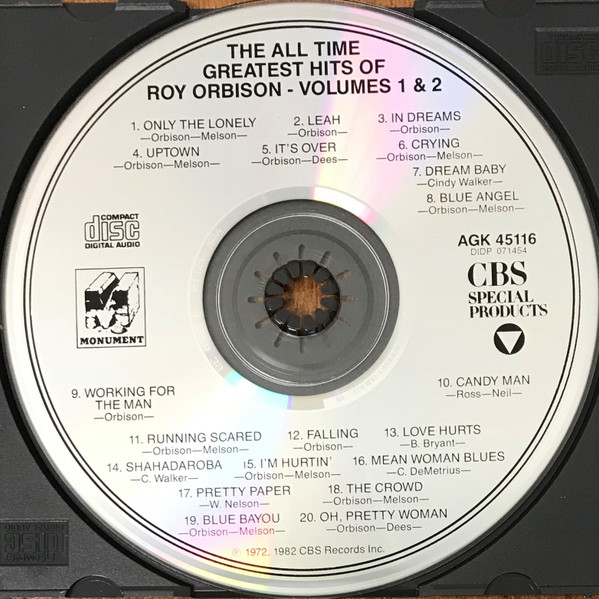 THE ALL TIME
GREATEST HITS OF
ROY ORBISON - VOLUMES 1 & 2
1. ONLY THE LONELY
—Orbison—Melson—
2. LEAH
—Orbison—
3. IN DREAMS
—Orbison—
4. UPTOWN
—Orbison—Melson—
5. IT'S OVER
—Orbison—Dees—
6. CRYING
—Orbison—Melson—
7. DREAM BABY
—Cindy Walker—
8. BLUE ANGEL
—Orbison—Melson—
COMPACT
disc
DIGITAL AUDIO
AGK 45116
DIDP 071454
MONUMENT
CBS
SPECIAL
PRODUCTS
9. WORKING FOR
THE MAN
—Orbison—
10. CANDY MAN
—Ross—Neil—
11. RUNNING SCARED
—Orbison—Melson—
12. FALLING
—Orbison—
13. LOVE HURTS
—B. Bryant—
14. SHAHADAROBA
—C. Walker—
15. I'M HURTIN'
—Orbison—Melson—
16. MEAN WOMAN BLUES
—C. DeMetrius—
17. PRETTY PAPER
—W. Nelson—
18. THE CROWD
—Orbison—Melson—
19. BLUE BAYOU
—Orbison—Melson—
20. OH, PRETTY WOMAN
—Orbison—Dees—
℗ 1972, 1982 CBS Records Inc.